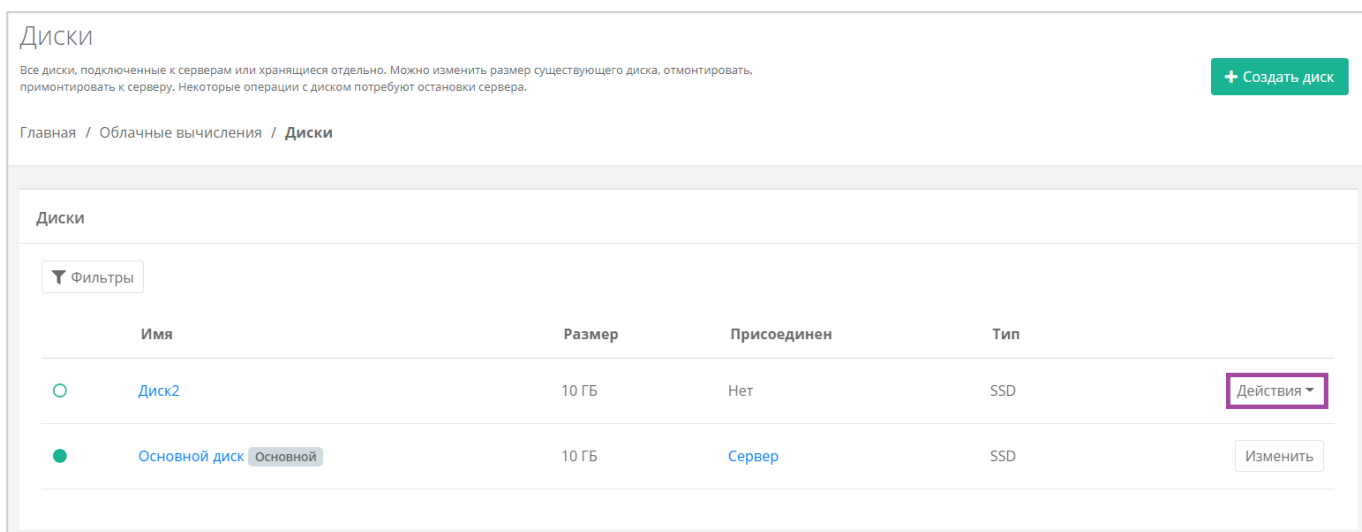 Диски
Все диски, подключенные к серверам или хранящиеся отдельно. Можно изменить размер существующего диска, отмонтировать,
примонтировать к серверу. Некоторые операции с диском потребуют остановки сервера.
+ Создать диск
Главная / Облачные вычисления / Диски
Диски
Фильтры
Имя Размер Присоединен Тип
Диск2 10 ГБ Нет SSD Действия
Основной диск Основной 10 ГБ Сервер SSD Изменить